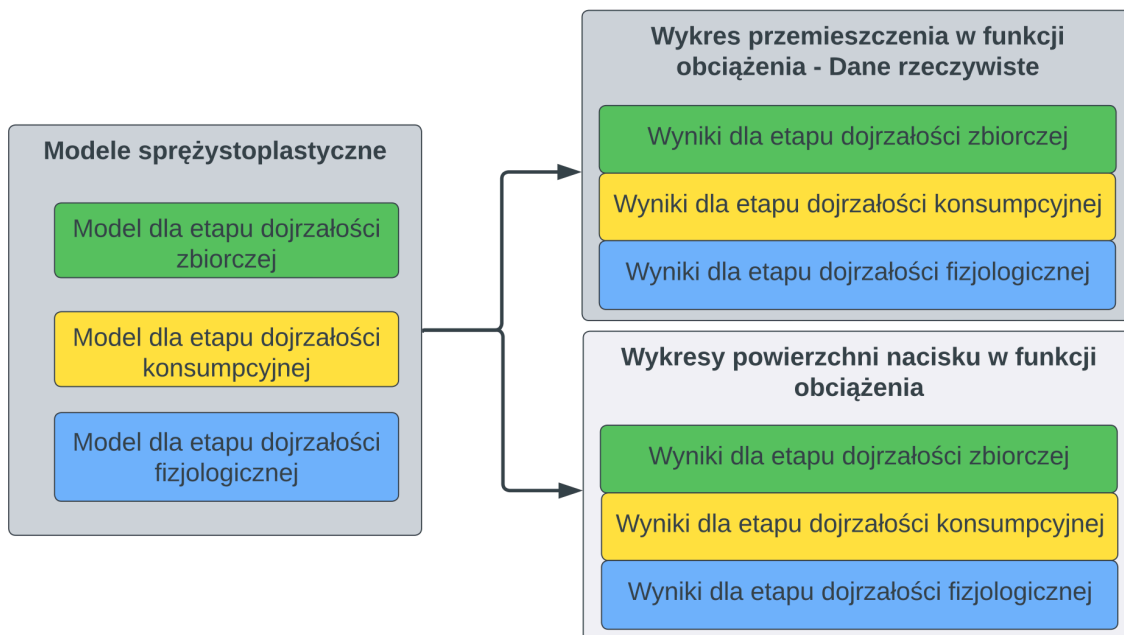 Modele sprężystoplastyczne
Model dla etapu dojrzałości
zbiorczej
Model dla etapu dojrzałości
konsumpcyjnej
Model dla etapu dojrzałości
fizjologicznej
Wykres przemieszczenia w funkcji
obciążenia - Dane rzeczywiste
Wyniki dla etapu dojrzałości zbiorczej
Wyniki dla etapu dojrzałości konsumpcyjnej
Wyniki dla etapu dojrzałości fizjologicznej
Wykresy powierzchni nacisku w funkcji
obciążenia
Wyniki dla etapu dojrzałości zbiorczej
Wyniki dla etapu dojrzałości konsumpcyjnej
Wyniki dla etapu dojrzałości fizjologicznej